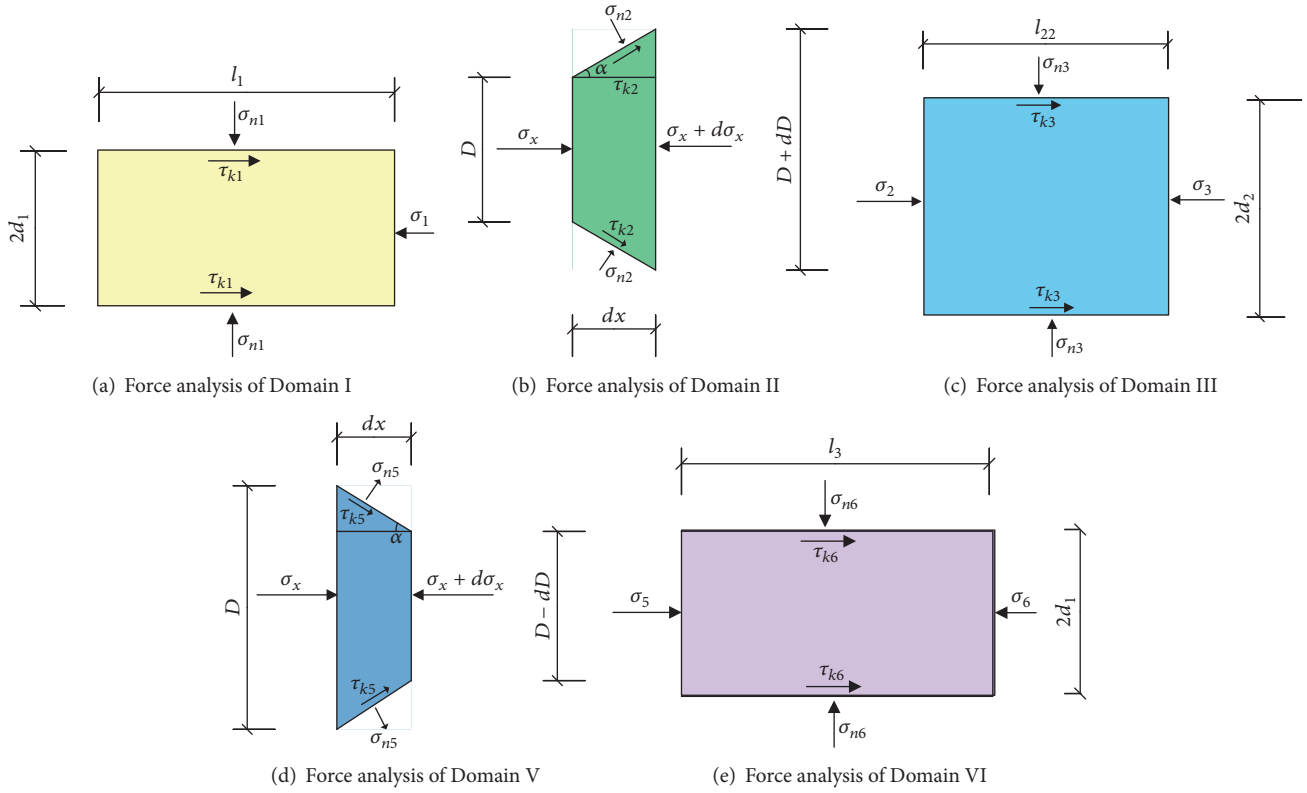 l₁
σₙ₁
τₖ₁
2d₁
σ₁
τₖ₁
σₙ₁
(a) Force analysis of Domain I
σₙ₂
α
τₖ₂
D
σₓ
σₓ + dσₓ
D + dD
τₖ₂
σₙ₂
dx
(b) Force analysis of Domain II
l₂₂
σₙ₃
τₖ₃
σ₂
σ₃
2d₂
τₖ₃
σₙ₃
(c) Force analysis of Domain III
dx
σₙ₅
τₖ₅
α
D
σₓ
σₓ + dσₓ
τₖ₅
σₙ₅
(d) Force analysis of Domain V
l₃
σₙ₆
τₖ₆
D − dD
σ₅
σ₆
2d₁
τₖ₆
σₙ₆
(e) Force analysis of Domain VI